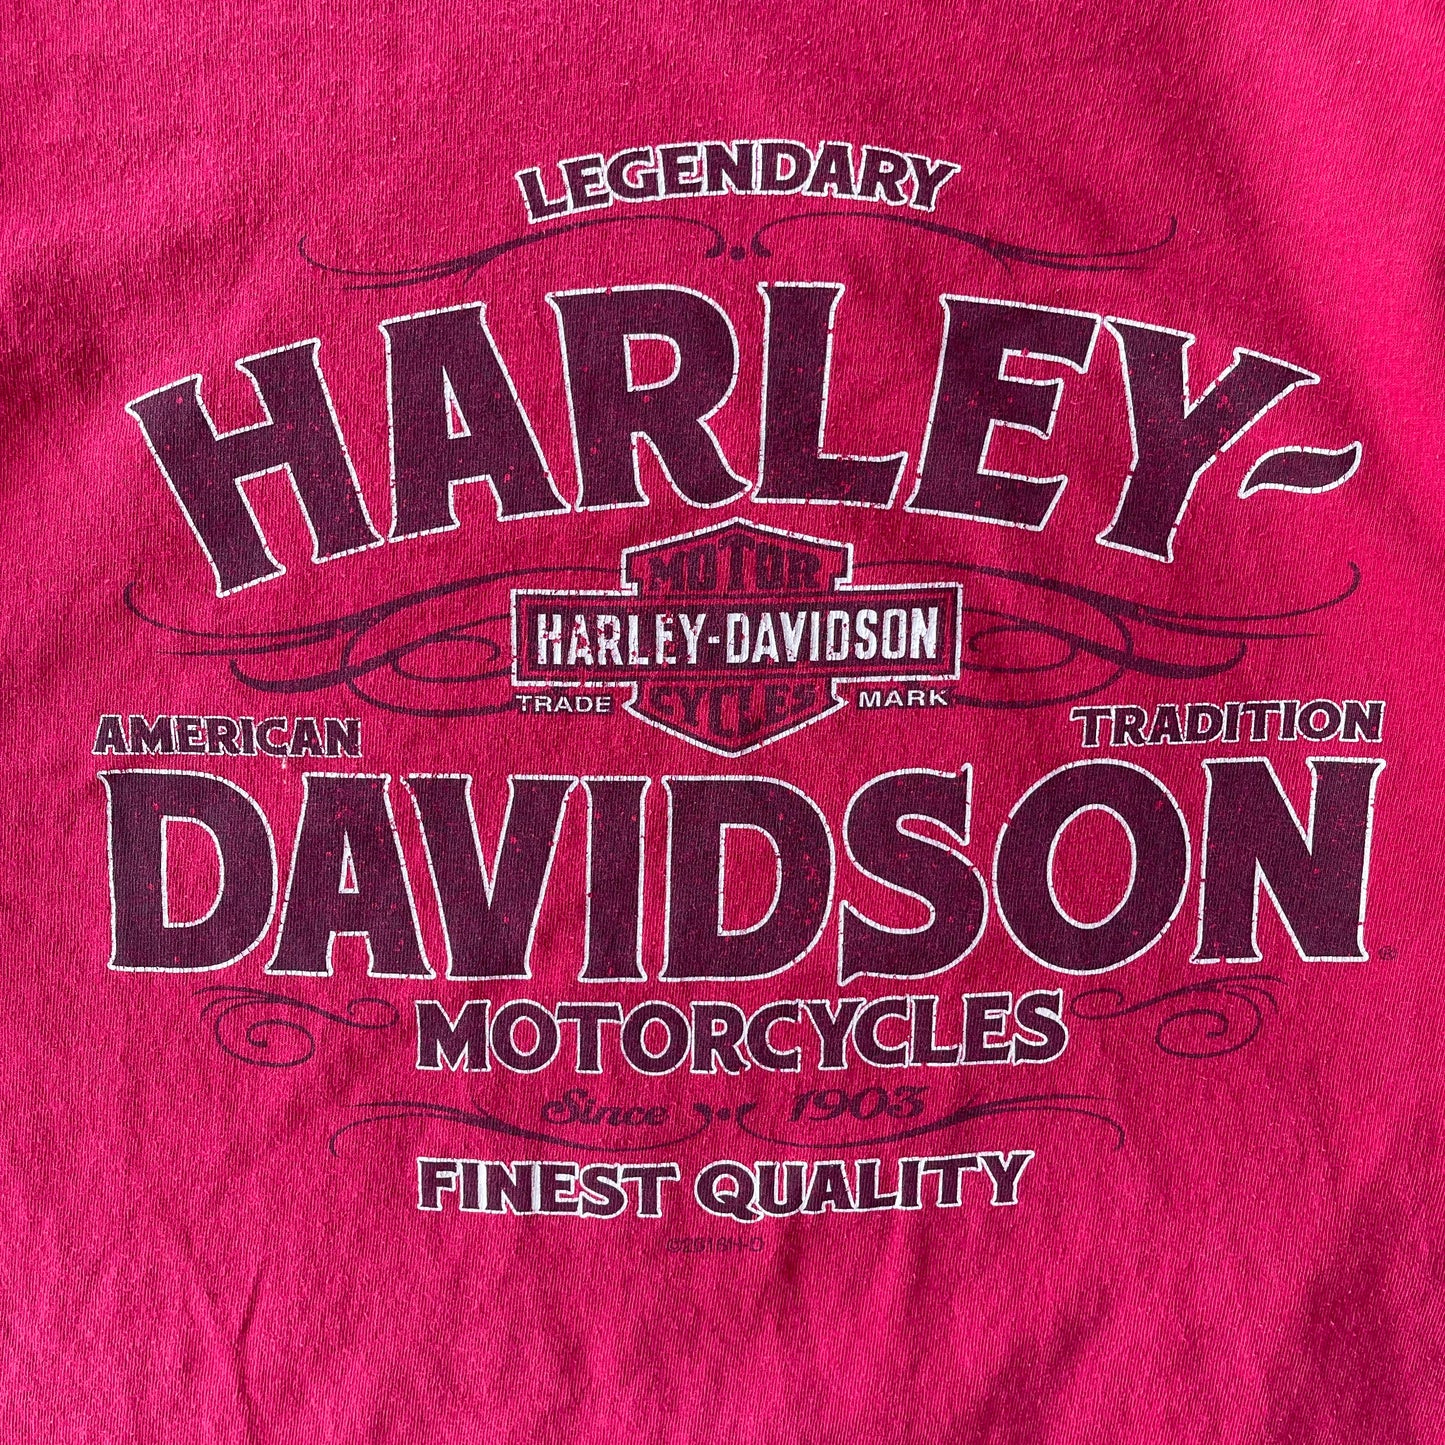 LEGENDARY
HARLEY-
MOTOR
HARLEY-DAVIDSON
TRADE CYCLES MARK
AMERICAN TRADITION
DAVIDSON®
MOTORCYCLES
Since 1903
FINEST QUALITY